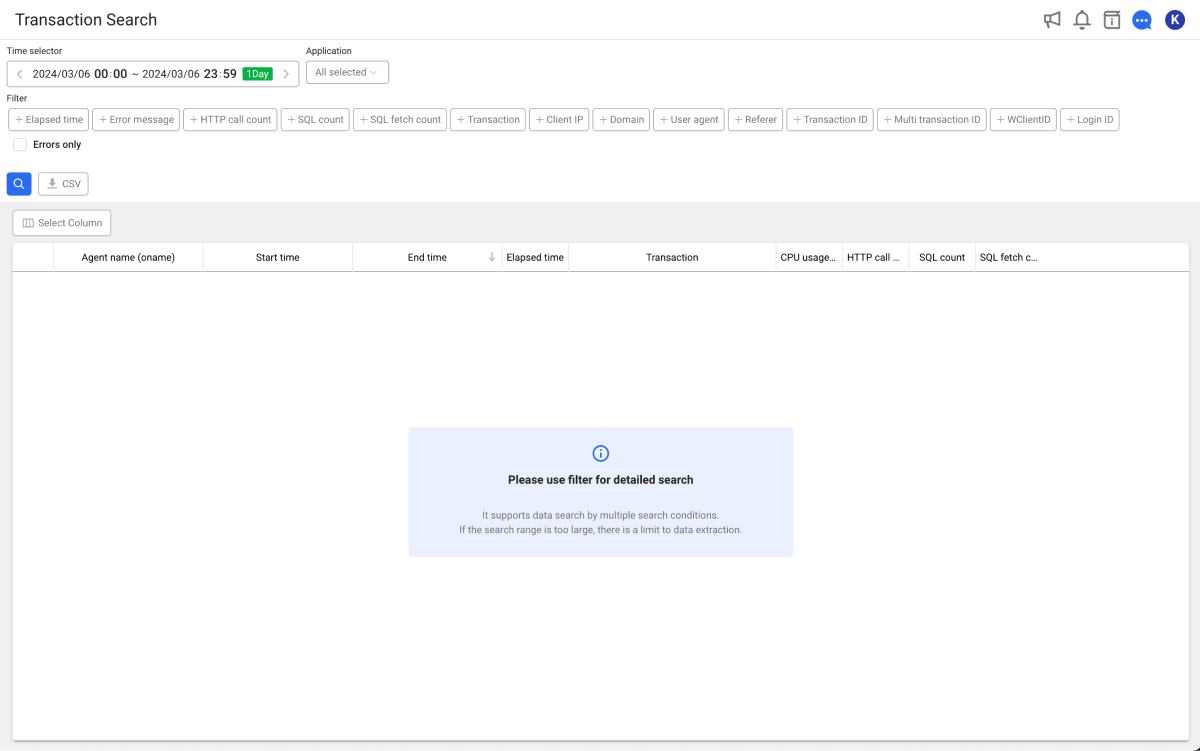 Transaction Search
K
Time selector
Application
2024/03/06 00:00 ~ 2024/03/06 23:59 1Day
All selected
Filter
+ Elapsed time
+ Error message
+ HTTP call count
+ SQL count
+ SQL fetch count
+ Transaction
+ Client IP
+ Domain
+ User agent
+ Referer
+ Transaction ID
+ Multi transaction ID
+ WClientID
+ Login ID
Errors only
CSV
Select Column
Agent name (oname)
Start time
End time
Elapsed time
Transaction
CPU usage...
HTTP call ...
SQL count
SQL fetch c...
Please use filter for detailed search
It supports data search by multiple search conditions.
If the search range is too large, there is a limit to data extraction.